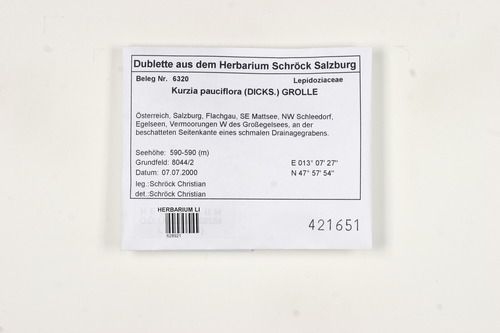 Dublette aus dem Herbarium Schröck Salzburg
Beleg Nr. 6320 Lepidoziaceae
Kurzia pauciflora (DICKS.) GROLLE
Österreich, Salzburg, Flachgau, SE Mattsee, NW Schleedorf,
Egelseen, Vermoorungen W des Großegelsees, an der
beschatteten Seitenkante eines schmalen Drainagegrabens.
Seehöhe: 590-590 (m)
Grundfeld: 8044/2 E 013° 07' 27"
Datum: 07.07.2000 N 47° 57' 54"
leg.:Schröck Christian
det.:Schröck Christian
HERBARIUM LI
421651